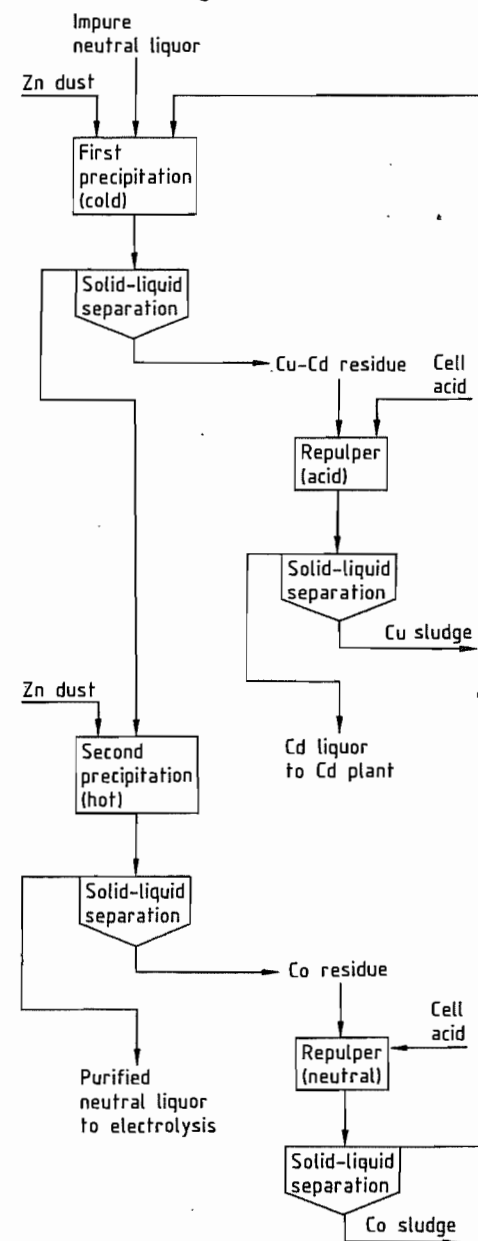 Impure
neutral liquor
Zn dust
First
precipitation
(cold)
Solid-liquid
separation
Cu-Cd residue
Cell
acid
Repulper
(acid)
Solid-liquid
separation
Cu sludge
Zn dust
Cd liquor
to Cd plant
Second
precipitation
(hot)
Solid-liquid
separation
Co residue
Cell
acid
Repulper
(neutral)
Purified
neutral liquor
to electrolysis
Solid-liquid
separation
Co sludge